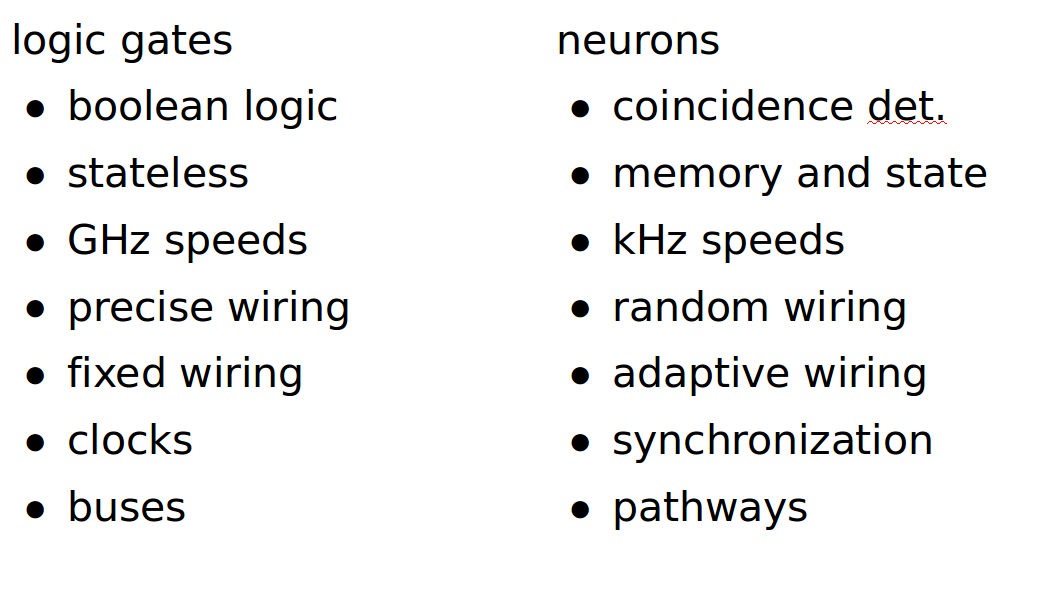 logic gates
● boolean logic
● stateless
● GHz speeds
● precise wiring
● fixed wiring
● clocks
● buses
neurons
● coincidence det.
● memory and state
● kHz speeds
● random wiring
● adaptive wiring
● synchronization
● pathways